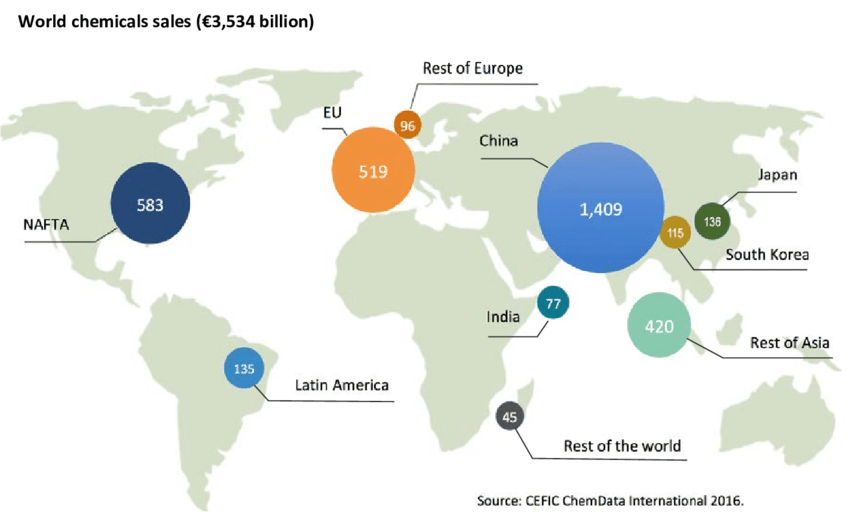 World chemicals sales (€3,534 billion)
Rest of Europe
EU
96
China
519
Japan
583
1,409
136
NAFTA
115
South Korea
India
77
420
Rest of Asia
135
Latin America
45
Rest of the world
Source: CEFIC ChemData International 2016.